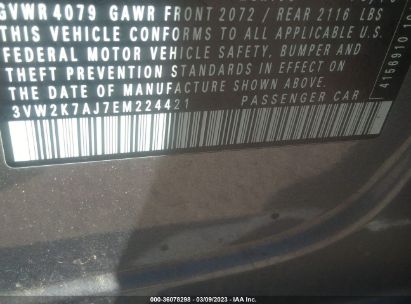 GVWR 4079 GAWR FRONT 2072 / REAR 2116 LBS
THIS VEHICLE CONFORMS TO ALL APPLICABLE U.S.
FEDERAL MOTOR VEHICLE SAFETY, BUMPER AND
THEFT PREVENTION STANDARDS IN EFFECT ON
THE DATE OF MANUFACTURE SHOWN ABOVE.
3VW2K7AJ7EM224421 PASSENGER CAR
12 - 36078298 - 03/09/2023 - IAA Inc.